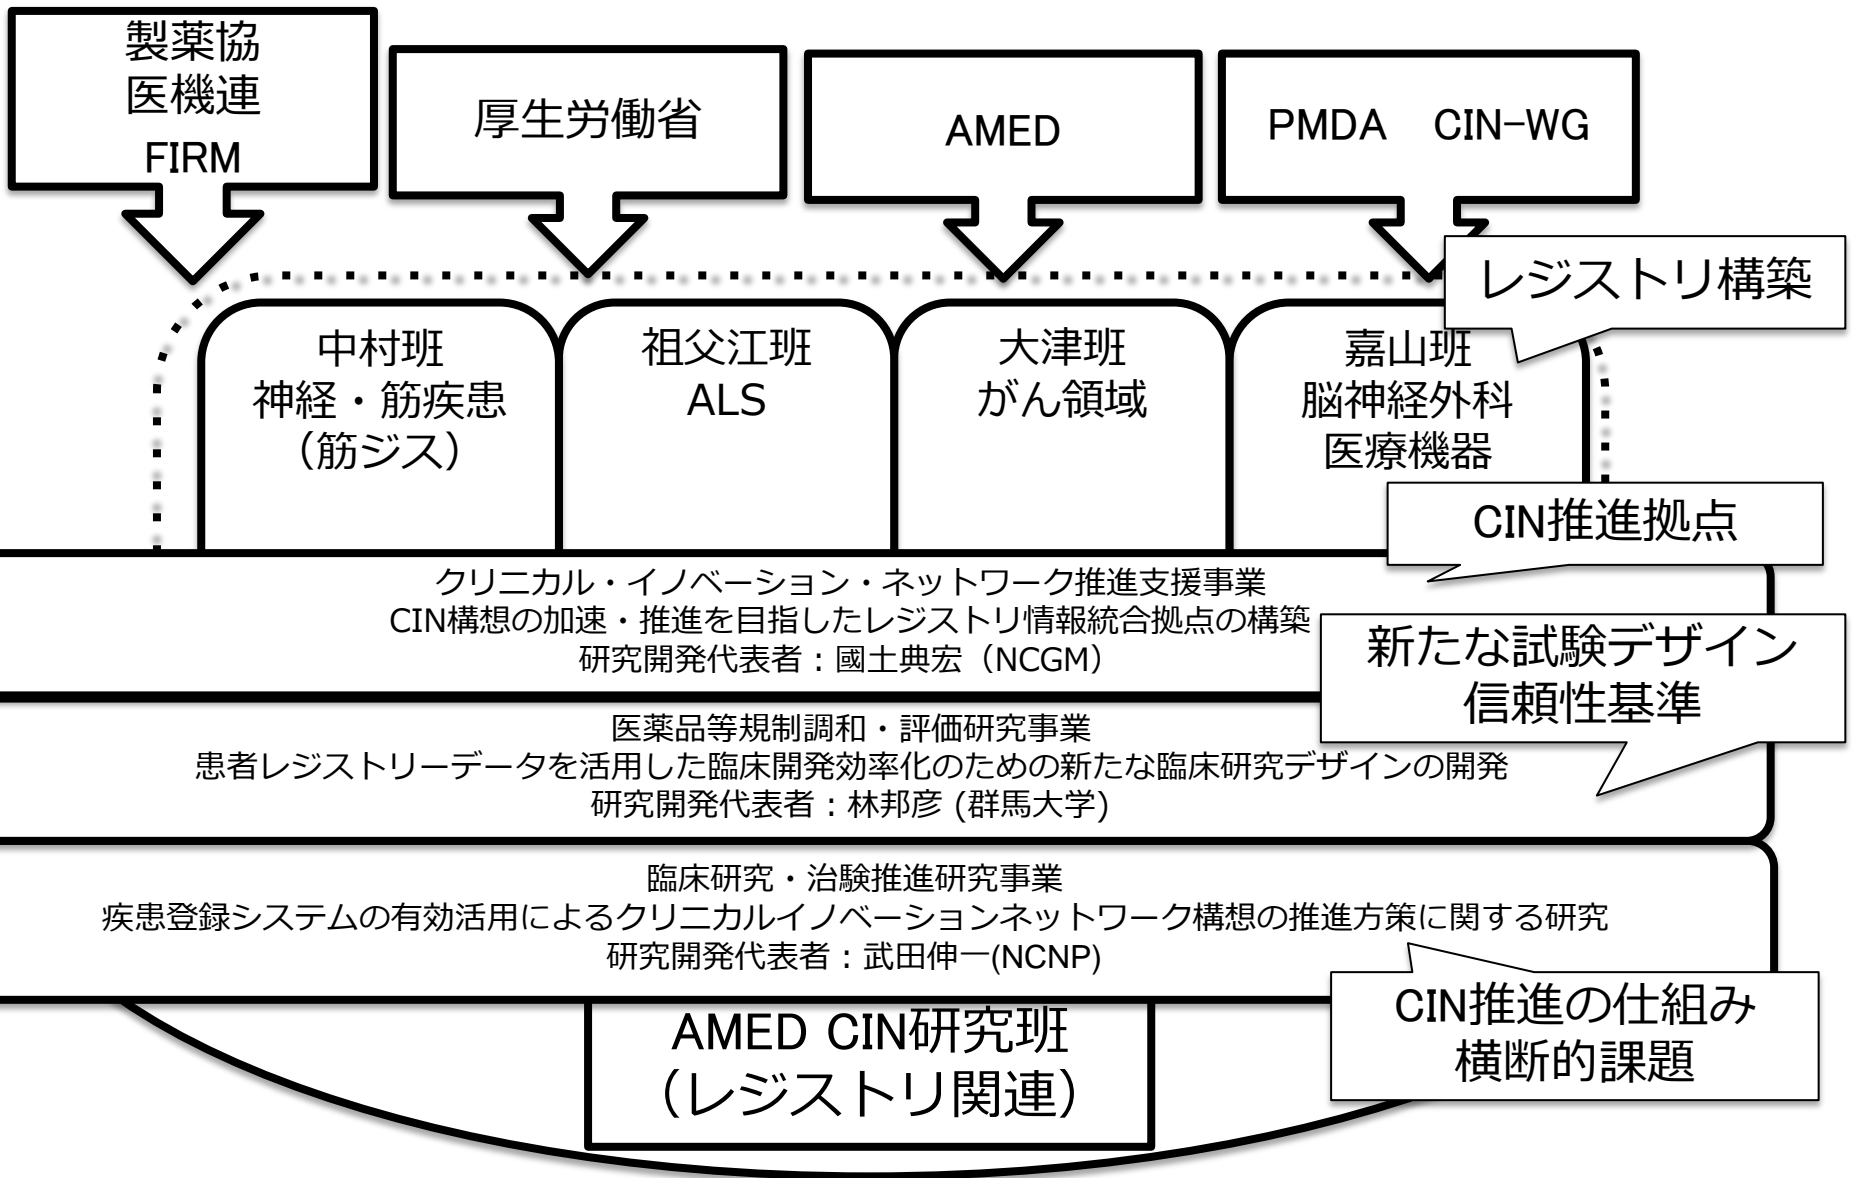 製薬協
医機連
FIRM
厚生労働省
AMED
PMDA　CIN-WG
レジストリ構築
中村班
神経・筋疾患
（筋ジス）
祖父江班
ALS
大津班
がん領域
嘉山班
脳神経外科
医療機器
CIN推進拠点
クリニカル・イノベーション・ネットワーク推進支援事業
CIN構想の加速・推進を目指したレジストリ情報統合拠点の構築
研究開発代表者：國土典宏（NCGM）
新たな試験デザイン
信頼性基準
医薬品等規制調和・評価研究事業
患者レジストリーデータを活用した臨床開発効率化のための新たな臨床研究デザインの開発
研究開発代表者：林邦彦 (群馬大学)
臨床研究・治験推進研究事業
疾患登録システムの有効活用によるクリニカルイノベーションネットワーク構想の推進方策に関する研究
研究開発代表者：武田伸一(NCNP)
CIN推進の仕組み
横断的課題
AMED CIN研究班
（レジストリ関連）